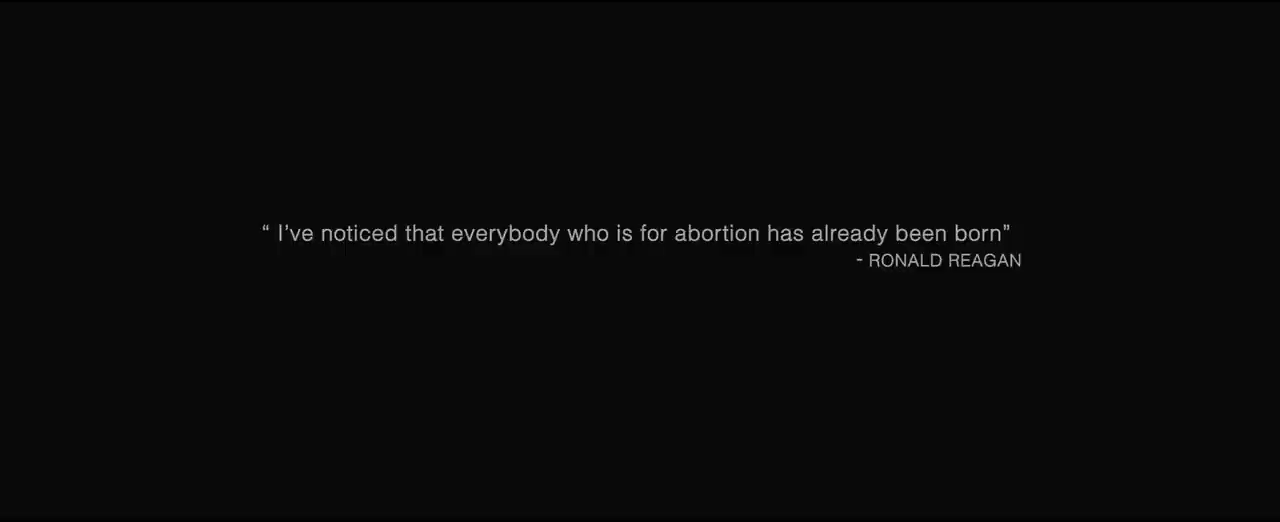 “ I’ve noticed that everybody who is for abortion has already been born”
- RONALD REAGAN